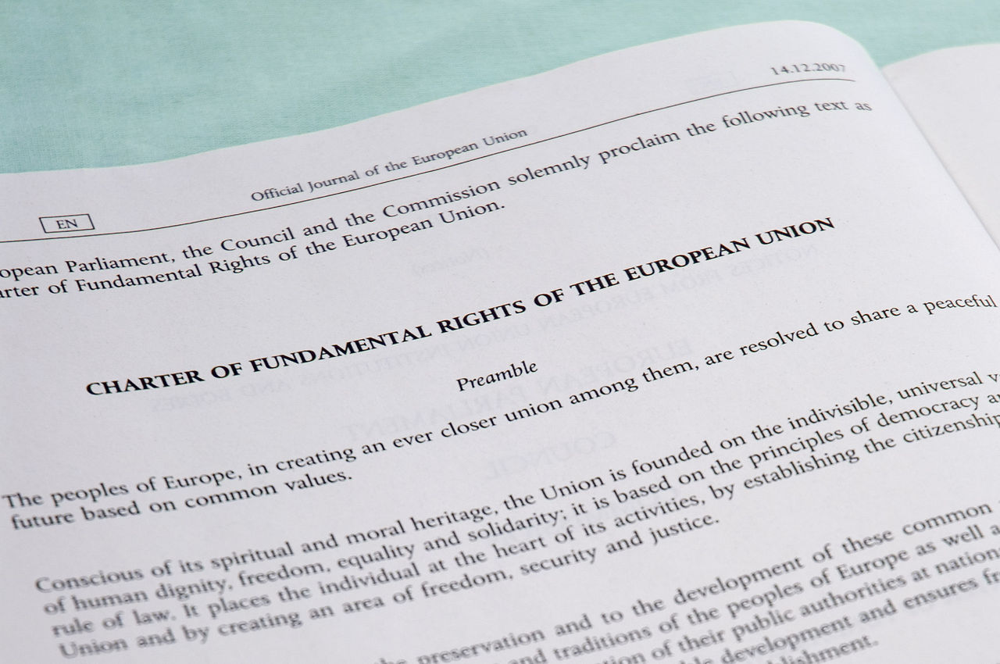 14.12.2007
Official Journal of the European Union
EN
opean Parliament, the Council and the Commission solemnly proclaim the following text as
arter of Fundamental Rights of the European Union.
CHARTER OF FUNDAMENTAL RIGHTS OF THE EUROPEAN UNION
Preamble
The peoples of Europe, in creating an ever closer union among them, are resolved to share a peaceful
future based on common values.
Conscious of its spiritual and moral heritage, the Union is founded on the indivisible, universal v
of human dignity, freedom, equality and solidarity; it is based on the principles of democracy a
rule of law. It places the individual at the heart of its activities, by establishing the citizenship
Union and by creating an area of freedom, security and justice.
the preservation and to the development of these common
and traditions of the peoples of Europe as well a
tion of their public authorities at nation
development and ensures fr
lishment.